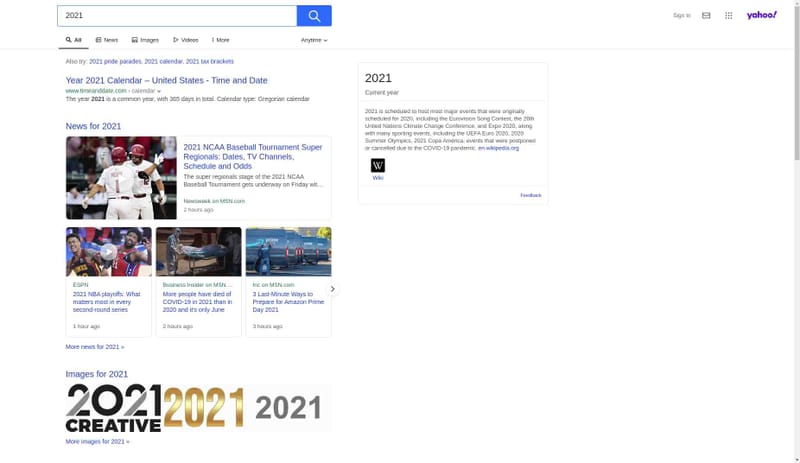 2021
Sign in
yahoo!
All
News
Images
Videos
More
Anytime
Also try: 2021 pride parades, 2021 calendar, 2021 tax brackets
Year 2021 Calendar – United States - Time and Date
www.timeanddate.com › calendar
The year 2021 is a common year, with 365 days in total. Calendar type: Gregorian calendar
News for 2021
2021 NCAA Baseball Tournament Super
Regionals: Dates, TV Channels,
Schedule and Odds
The super regionals stage of the 2021 NCAA
Baseball Tournament gets underway on Friday wit...
Newsweek on MSN.com
2 hours ago
ESPN
2021 NBA playoffs: What
matters most in every
second-round series
1 hour ago
Business Insider on MSN....
More people have died of
COVID-19 in 2021 than in
2020 and it's only June
2 hours ago
Inc on MSN.com
3 Last-Minute Ways to
Prepare for Amazon Prime
Day 2021
3 hours ago
More news for 2021 »
Images for 2021
2021
CREATIVE
2021
2021
More images for 2021 »
2021
Current year
2021 is scheduled to host most major events that were originally
scheduled for 2020, including the Eurovision Song Contest, the 26th
United Nations Climate Change Conference, and Expo 2020, along
with many sporting events, including the UEFA Euro 2020, 2020
Summer Olympics, 2021 Copa América; events that were postponed
or cancelled due to the COVID-19 pandemic. en.wikipedia.org
W
Wiki
Feedback